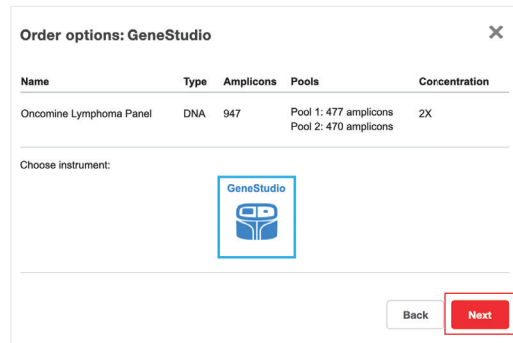 Order options: GeneStudio
Name Type Amplicons Pools Concentration
Oncomine Lymphoma Panel DNA 947 Pool 1: 477 amplicons 2X
Pool 2: 470 amplicons
Choose instrument:
GeneStudio
Back Next